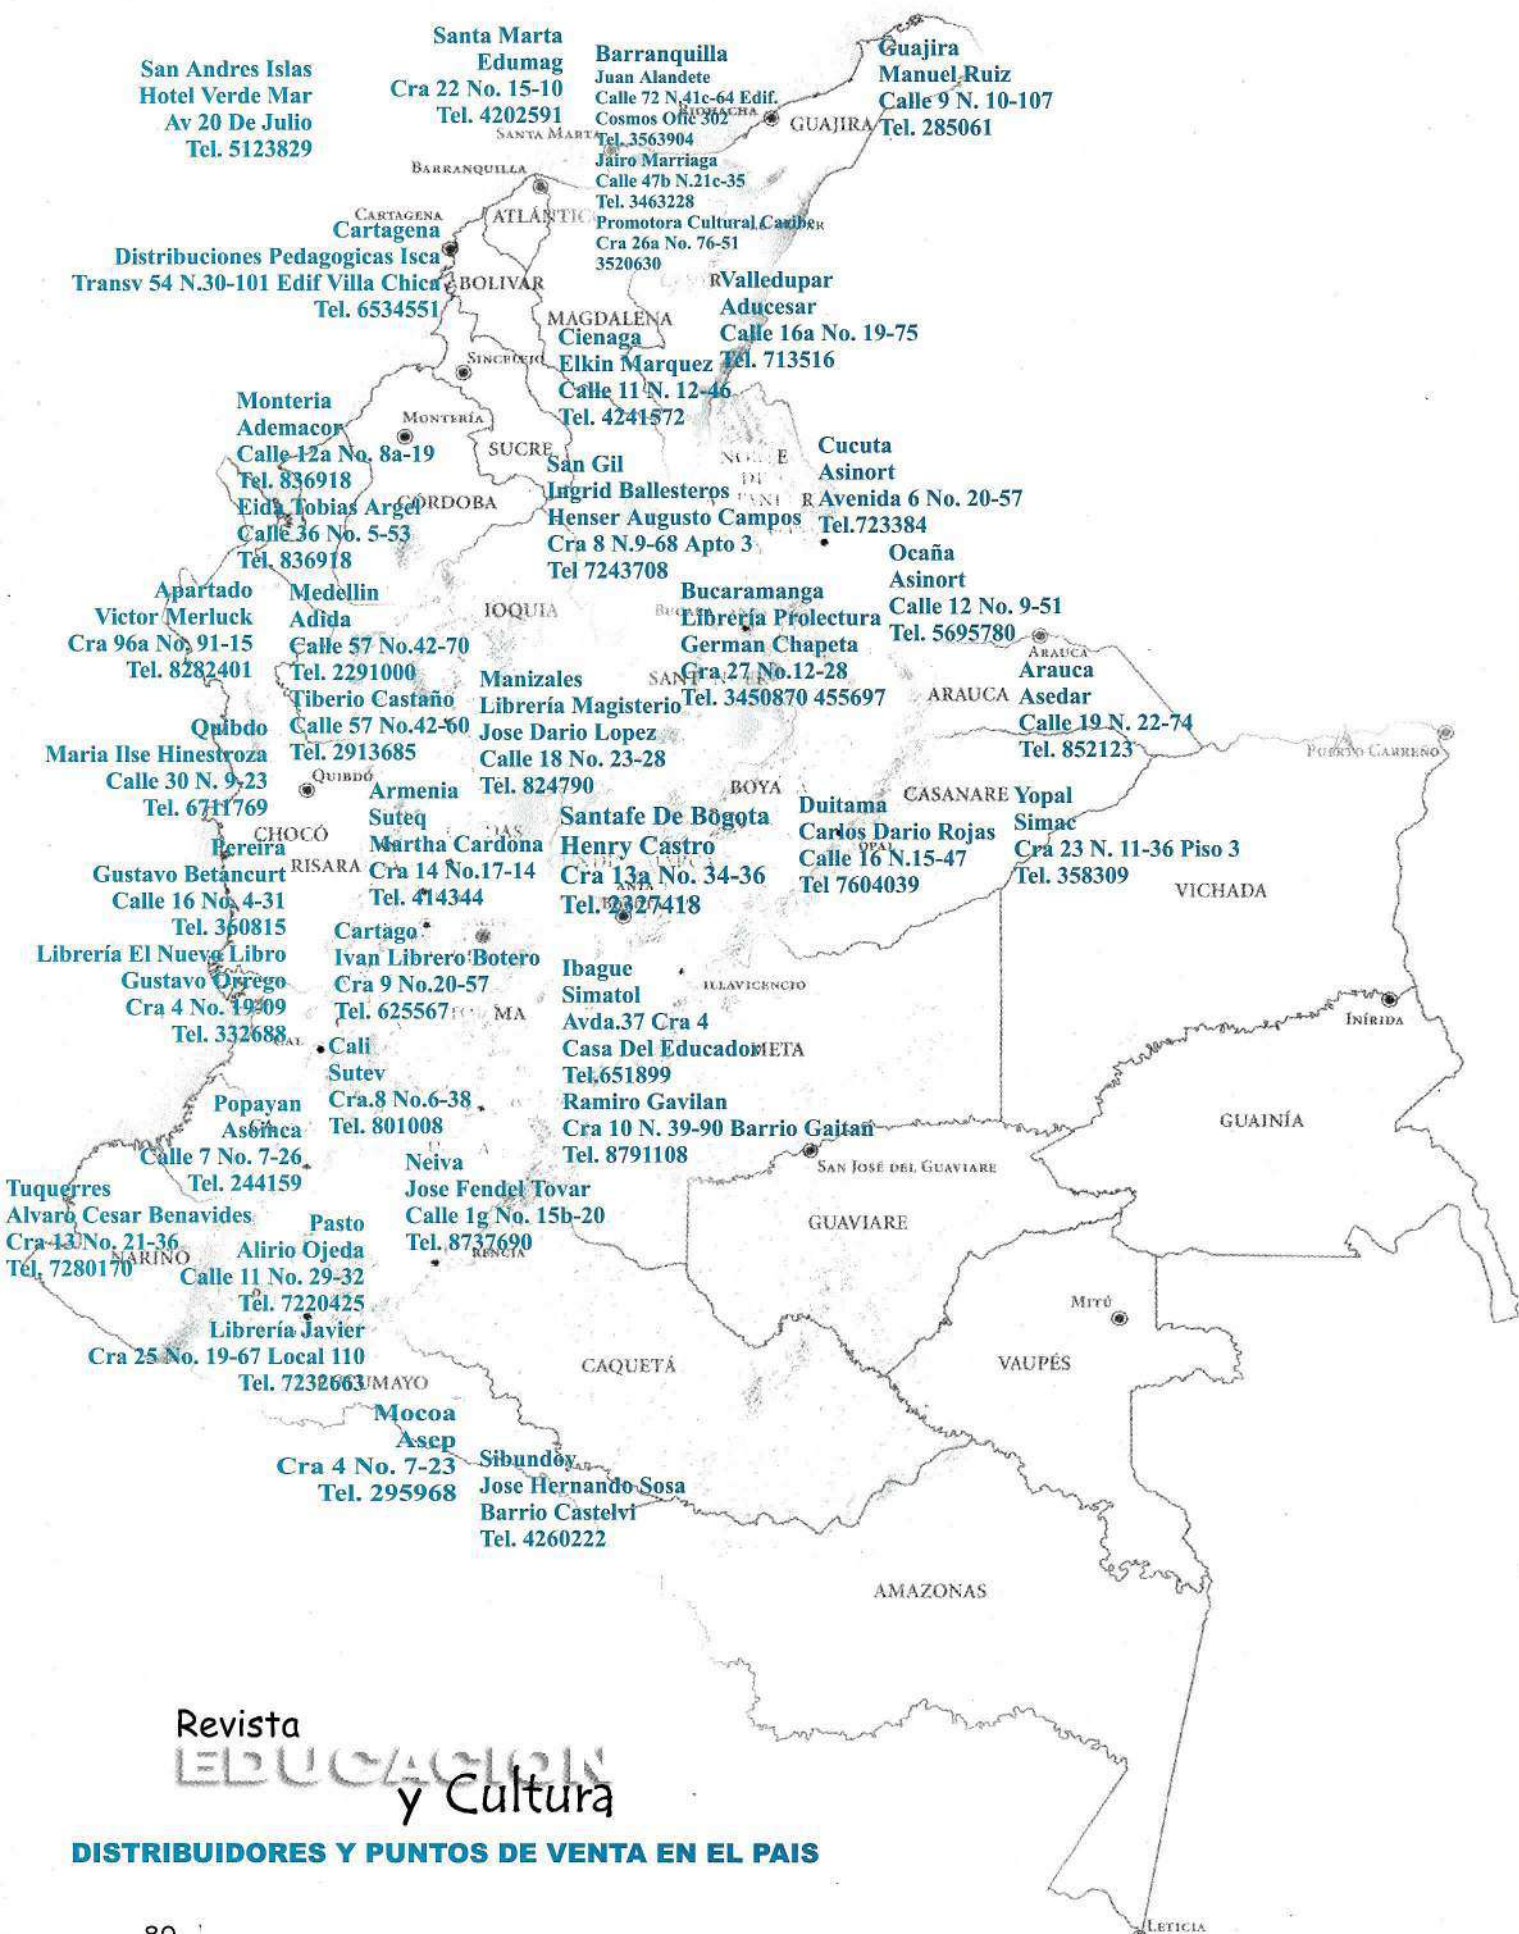 Santa Marta
Edumag
Cra 22 No. 15-10
Tel. 4202591
San Andres Islas
Hotel Verde Mar
Av 20 De Julio
Tel. 5123829
Barranquilla
Juan Alandete
Calle 72 N,41c-64 Edif.
Cosmos Ofic 302
Tel. 3563904
Jairo Marriaga
Calle 47b N.21c-35
Tel. 3463228
Promotora Cultural Caribe
Cra 26a No. 76-51
3520630
Guajira
Manuel Ruiz
Calle 9 N. 10-107
Tel. 285061
RIOHACHA
GUAJIRA
SANTA MARTA
BARRANQUILLA
ATLÁNTIC
CARTAGENA
Cartagena
Distribuciones Pedagogicas Isca
Transv 54 N.30-101 Edif Villa Chica
Tel. 6534551
BOLIVAR
MAGDALENA
Valledupar
Aducesar
Calle 16a No. 19-75
Tel. 713516
Cienaga
Elkin Marquez
Calle 11 N. 12-46
Tel. 4241572
SINCELEJO
Monteria
Ademacor
Calle 12a No. 8a-19
Tel. 836918
Eida Tobias Argel
Calle 36 No. 5-53
Tel. 836918
MONTERÍA
SUCRE
CÓRDOBA
San Gil
Ingrid Ballesteros
Henser Augusto Campos
Cra 8 N.9-68 Apto 3
Tel 7243708
Cucuta
Asinort
Avenida 6 No. 20-57
Tel.723384
Ocaña
Asinort
Calle 12 No. 9-51
Tel. 5695780
Apartado
Victor Merluck
Cra 96a No. 91-15
Tel. 8282401
Medellin
Adida
Calle 57 No.42-70
Tel. 2291000
Tiberio Castaño
Calle 57 No.42-60
Tel. 2913685
IOQUIA
Bucaramanga
Librería Prolectura
German Chapeta
Cra 27 No.12-28
Tel. 3450870 455697
ARAUCA
Arauca
Asedar
Calle 19 N. 22-74
Tel. 852123
ARAUCA
Manizales
Librería Magisterio
Jose Dario Lopez
Calle 18 No. 23-28
Tel. 824790
Quibdo
Maria Ilse Hinestroza
Calle 30 N. 9-23
Tel. 6711769
QUIBDÓ
CHOCÓ
PUERTO CARREÑO
BOYA
CASANARE
Armenia
Suteq
Martha Cardona
Cra 14 No.17-14
Tel. 414344
Santafe De Bogota
Henry Castro
Cra 13a No. 34-36
Tel. 2327418
Duitama
Carlos Dario Rojas
Calle 16 N.15-47
Tel 7604039
Yopal
Simac
Cra 23 N. 11-36 Piso 3
Tel. 358309
VICHADA
Pereira
Gustavo Betancurt
Calle 16 No. 4-31
Tel. 360815
Librería El Nuevo Libro
Gustavo Orrego
Cra 4 No. 19-09
Tel. 332688
RISARA
Cartago
Ivan Librero Botero
Cra 9 No.20-57
Tel. 625567
MA
Ibague
Simatol
Avda.37 Cra 4
Casa Del Educador
Tel.651899
Ramiro Gavilan
Cra 10 N. 39-90 Barrio Gaitan
Tel. 8791108
ILLAVICENCIO
META
INÍRIDA
GUAINÍA
Cali
Sutev
Cra.8 No.6-38
Tel. 801008
Popayan
Asoinca
Calle 7 No. 7-26
Tel. 244159
SAN JOSÉ DEL GUAVIARE
GUAVIARE
Neiva
Jose Fendel Tovar
Calle 1g No. 15b-20
Tel. 8737690
RENCIA
Tuquerres
Alvaro Cesar Benavides
Cra 13 No. 21-36
Tel. 7280170
NARIÑO
Pasto
Alirio Ojeda
Calle 11 No. 29-32
Tel. 7220425
Librería Javier
Cra 25 No. 19-67 Local 110
Tel. 7232663
UMAYO
MITÚ
VAUPÉS
CAQUETÁ
Mocoa
Asep
Cra 4 No. 7-23
Tel. 295968
Sibundoy
Jose Hernando Sosa
Barrio Castelvi
Tel. 4260222
AMAZONAS
Revista
EDUCACION
y Cultura
DISTRIBUIDORES Y PUNTOS DE VENTA EN EL PAIS
LETICIA